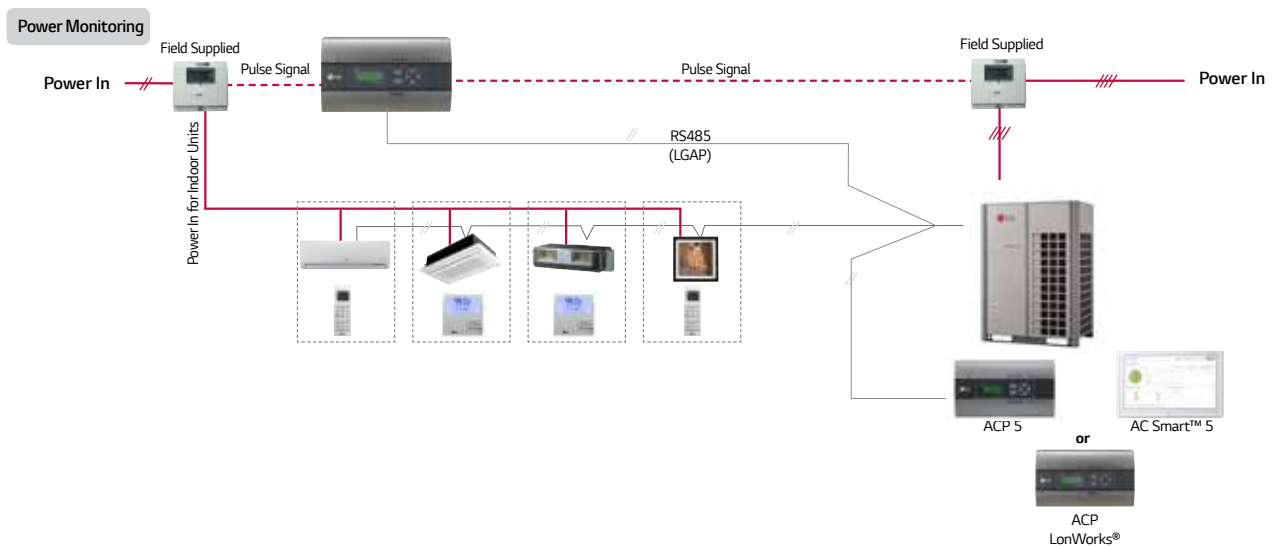 Power Monitoring
Field Supplied
Field Supplied
Power In
Pulse Signal
Pulse Signal
Power In
Power In for Indoor Units
RS485
(LGAP)
LG
ACP 5
AC Smart™ 5
or
ACP
LonWorks®